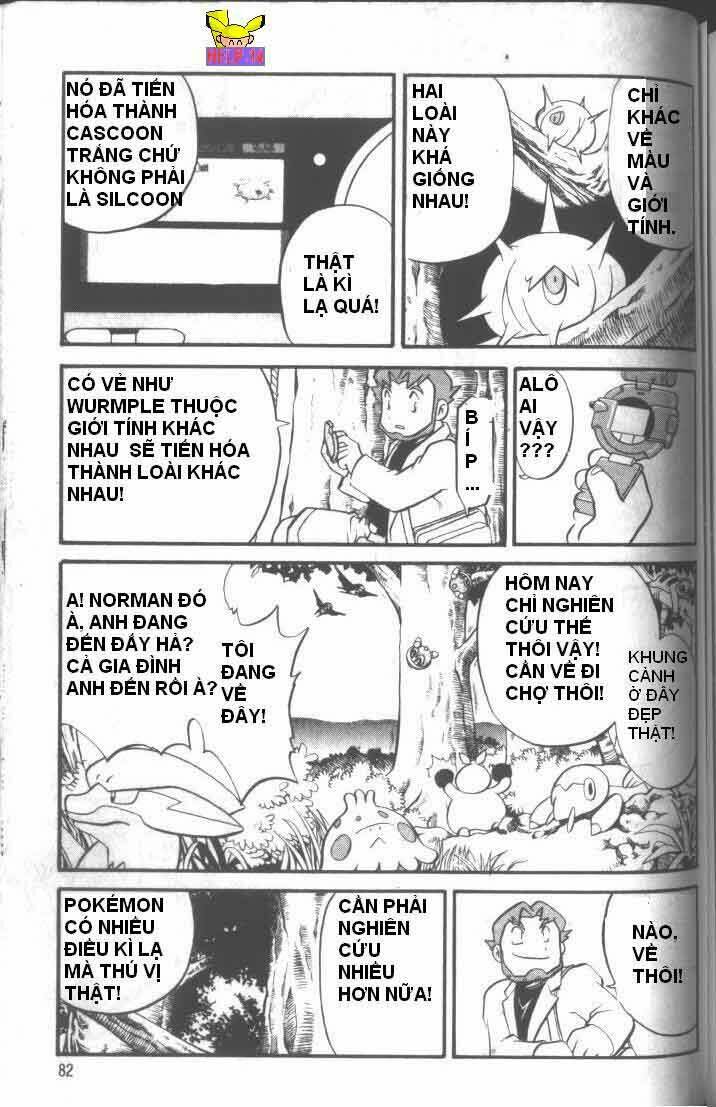 NÓ ĐÃ TIẾN
HÓA THÀNH
CASCOON
TRẮNG CHỨ
KHÔNG PHẢI
LÀ SILCOON
THẬT
LÀ KÌ
LẠ QUÁ!
HAI
LOÀI
NÀY
KHÁ
GIỐNG
NHAU!
CHỈ
KHÁC
VỀ
MÀU
VÀ
GIỚI
TÍNH.
CÓ VẺ NHƯ
WURMPLE THUỘC
GIỚI TÍNH KHÁC
NHAU SẼ TIẾN HÓA
THÀNH LOÀI KHÁC
NHAU!
BÍP...
ALÔ
AI
VẬY
???
A! NORMAN ĐÓ
À, ANH ĐANG
ĐẾN ĐẤY HẢ?
CẢ GIA ĐÌNH
ANH ĐẾN RỒI À?
TÔI
ĐANG
VỀ
ĐÂY!
HÔM NAY
CHỈ NGHIÊN
CỨU THẾ
THÔI VẬY!
CẦN VỀ ĐI
CHỢ THÔI!
KHUNG
CẢNH
Ở ĐÂY
ĐẸP
THẬT!
POKÉMON
CÓ NHIỀU
ĐIỀU KÌ LẠ
MÀ THÚ VỊ
THẬT!
CẦN PHẢI
NGHIÊN
CỨU
NHIỀU
HƠN NỮA!
NÀO,
VỀ
THÔI!
82